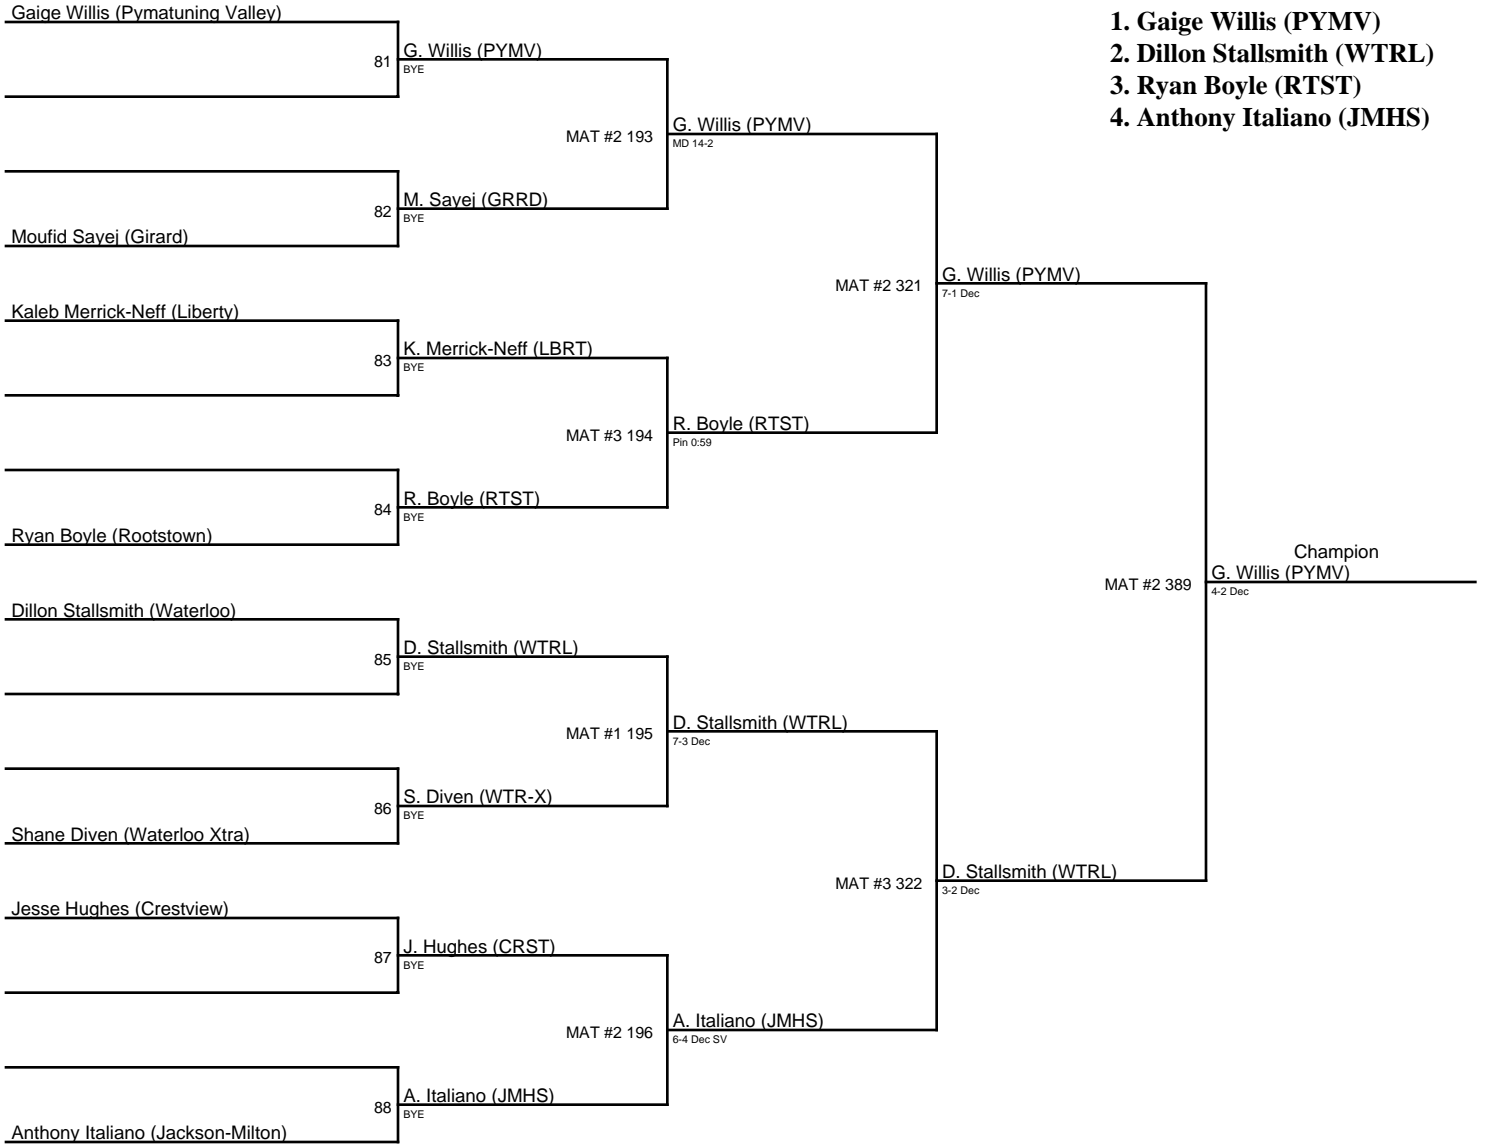 Gaige Willis (Pymatuning Valley)
1. Gaige Willis (PYMV)
2. Dillon Stallsmith (WTRL)
3. Ryan Boyle (RTST)
4. Anthony Italiano (JMHS)
81
G. Willis (PYMV)
BYE
MAT #2 193
G. Willis (PYMV)
MD 14-2
82
M. Sayej (GRRD)
BYE
Moufid Sayej (Girard)
MAT #2 321
G. Willis (PYMV)
7-1 Dec
Kaleb Merrick-Neff (Liberty)
83
K. Merrick-Neff (LBRT)
BYE
MAT #3 194
R. Boyle (RTST)
Pin 0:59
84
R. Boyle (RTST)
BYE
Ryan Boyle (Rootstown)
Champion
MAT #2 389
G. Willis (PYMV)
4-2 Dec
Dillon Stallsmith (Waterloo)
85
D. Stallsmith (WTRL)
BYE
MAT #1 195
D. Stallsmith (WTRL)
7-3 Dec
86
S. Diven (WTR-X)
BYE
Shane Diven (Waterloo Xtra)
MAT #3 322
D. Stallsmith (WTRL)
3-2 Dec
Jesse Hughes (Crestview)
87
J. Hughes (CRST)
BYE
MAT #2 196
A. Italiano (JMHS)
6-4 Dec SV
88
A. Italiano (JMHS)
BYE
Anthony Italiano (Jackson-Milton)